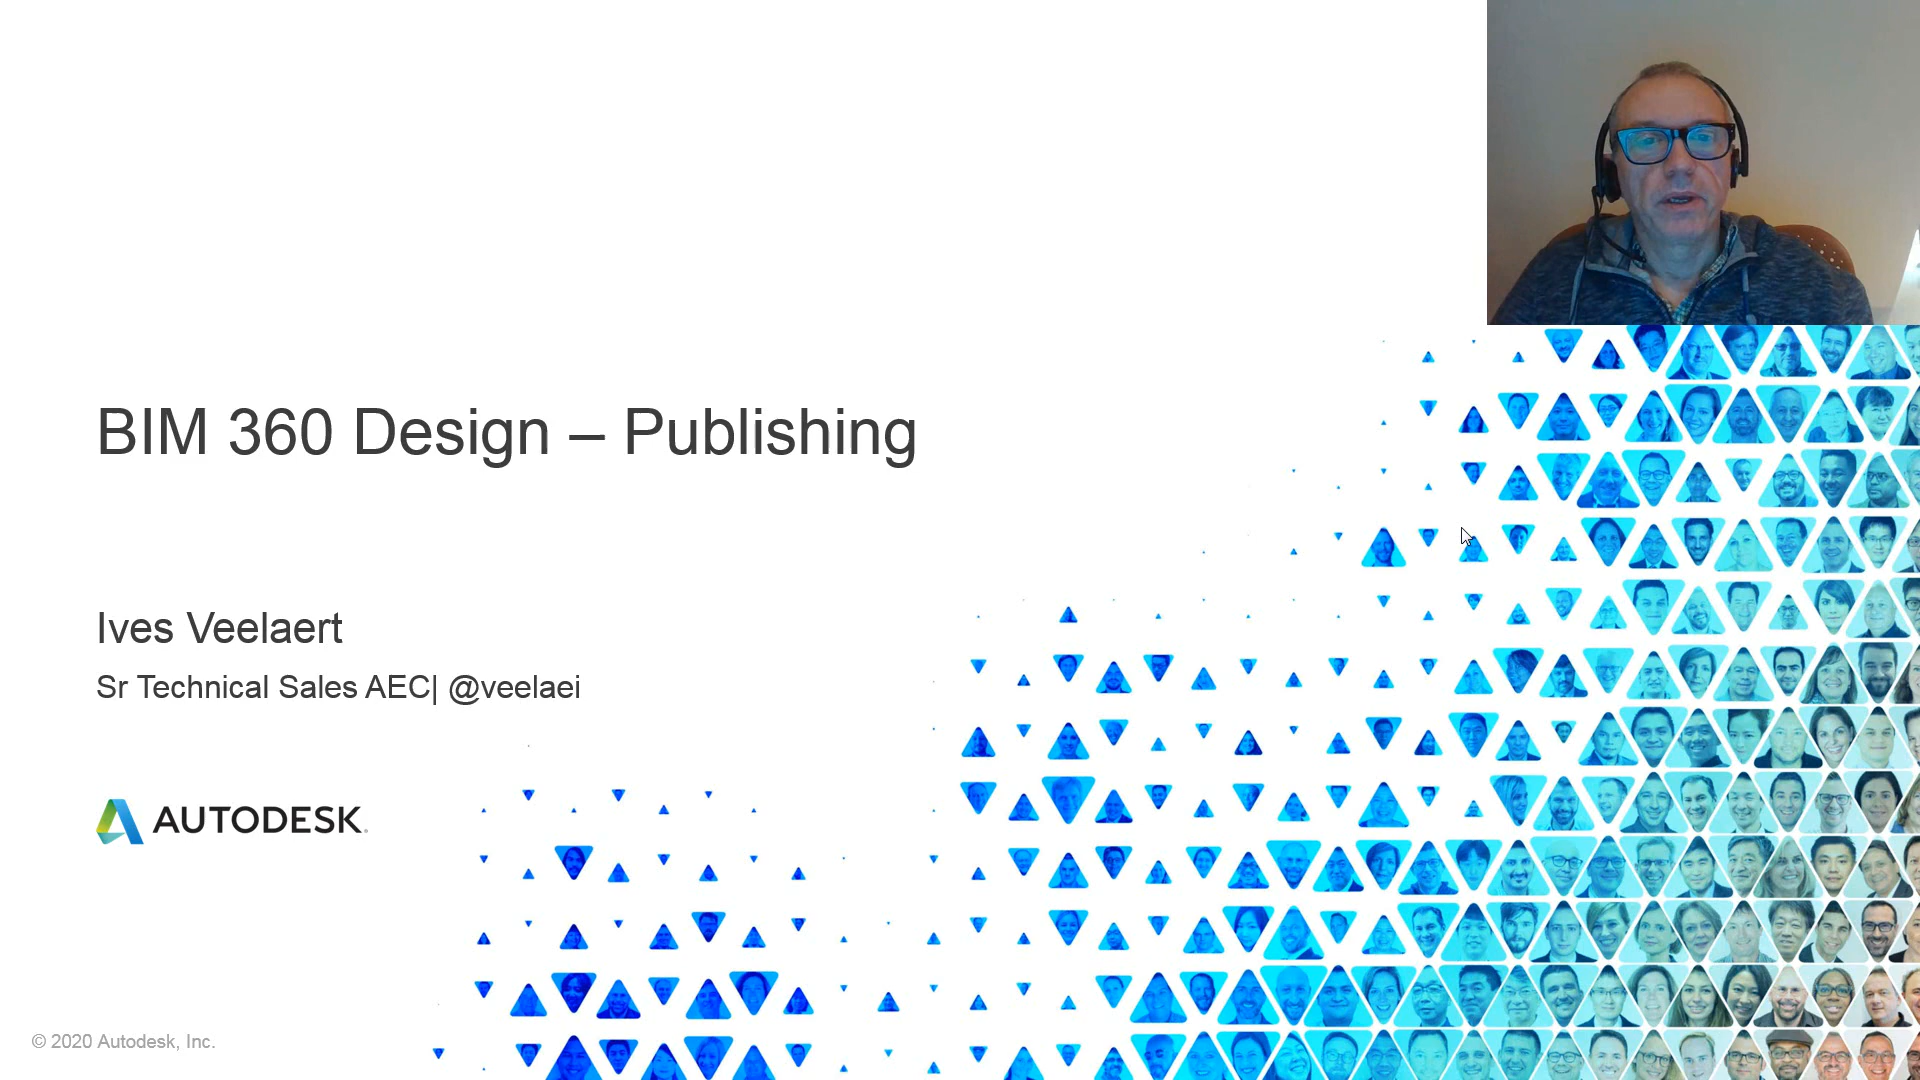 BIM 360 Design – Publishing
Ives Veelaert
Sr Technical Sales AEC| @veelaei
AUTODESK.
© 2020 Autodesk, Inc.